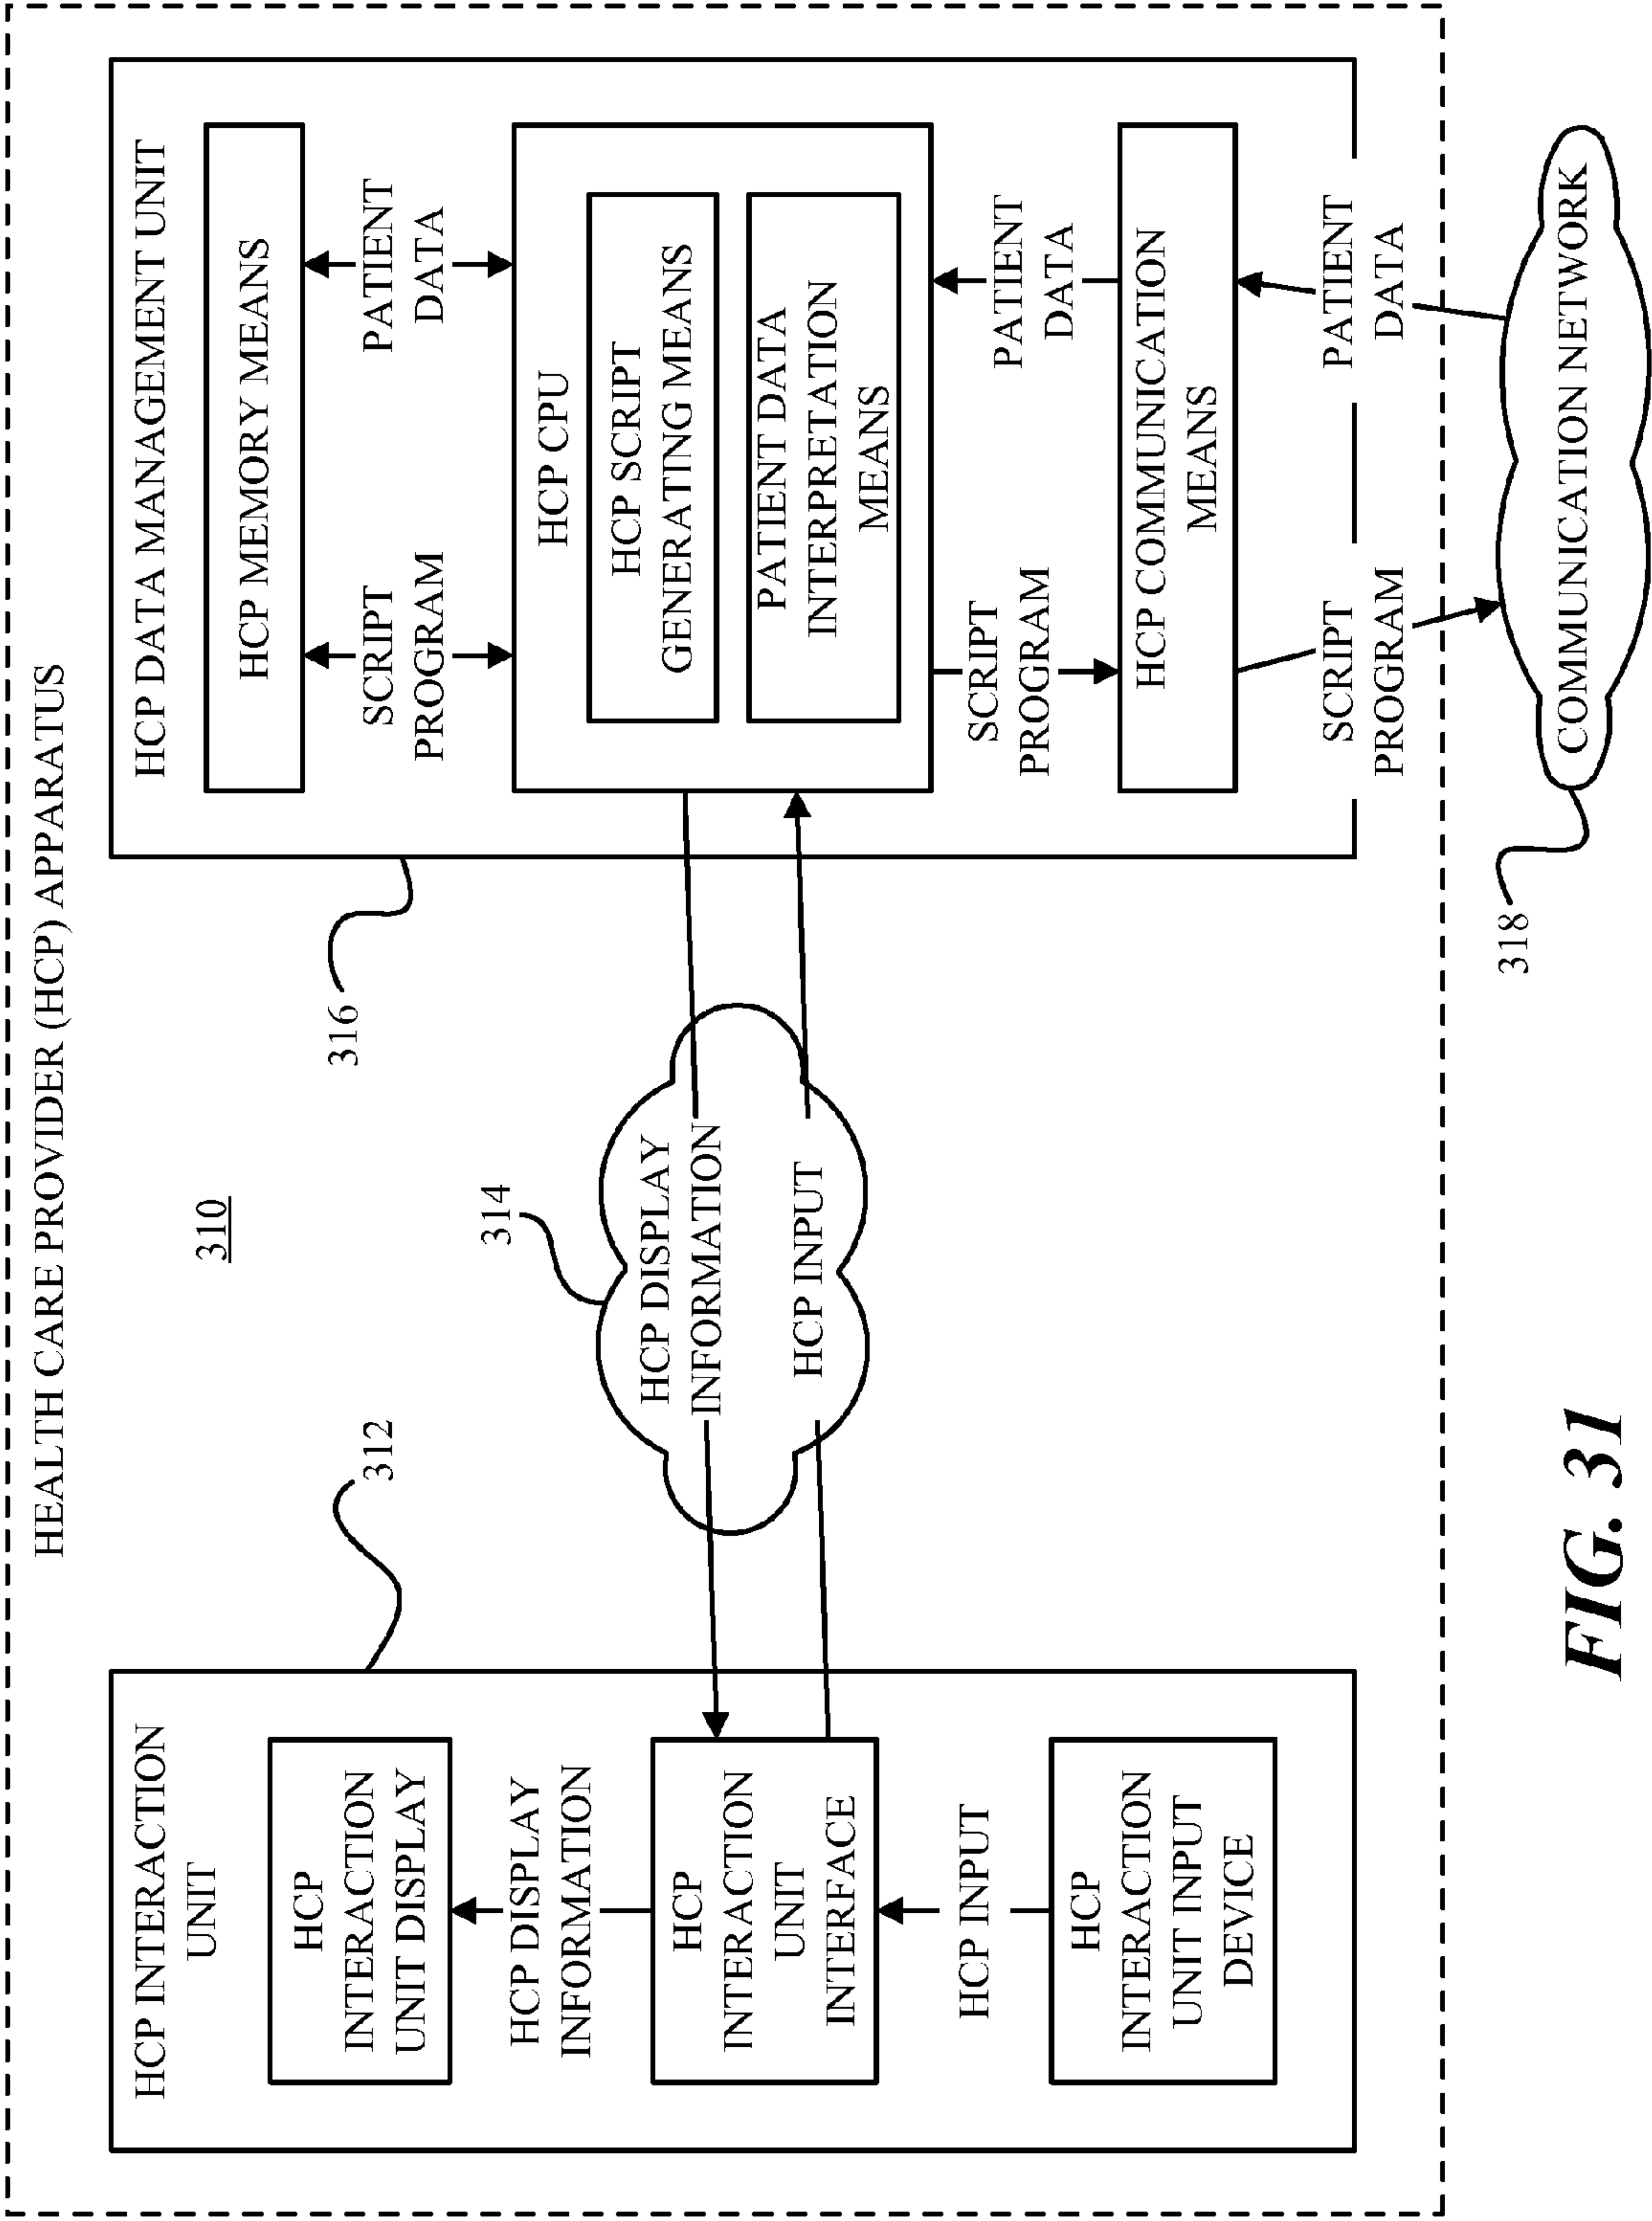 HEALTH CARE PROVIDER (HCP) APPARATUS
310
HCP INTERACTION
UNIT
312
HCP
INTERACTION
UNIT DISPLAY
HCP DISPLAY
INFORMATION
HCP
INTERACTION
UNIT
INTERFACE
HCP INPUT
HCP
INTERACTION
UNIT INPUT
DEVICE
314
HCP DISPLAY
INFORMATION
HCP INPUT
316
HCP DATA MANAGEMENT UNIT
HCP MEMORY MEANS
SCRIPT
PROGRAM
PATIENT
DATA
HCP CPU
HCP SCRIPT
GENERATING MEANS
PATIENT DATA
INTERPRETATION
MEANS
SCRIPT
PROGRAM
PATIENT
DATA
HCP COMMUNICATION
MEANS
SCRIPT
PROGRAM
PATIENT
DATA
318
COMMUNICATION NETWORK
FIG. 31